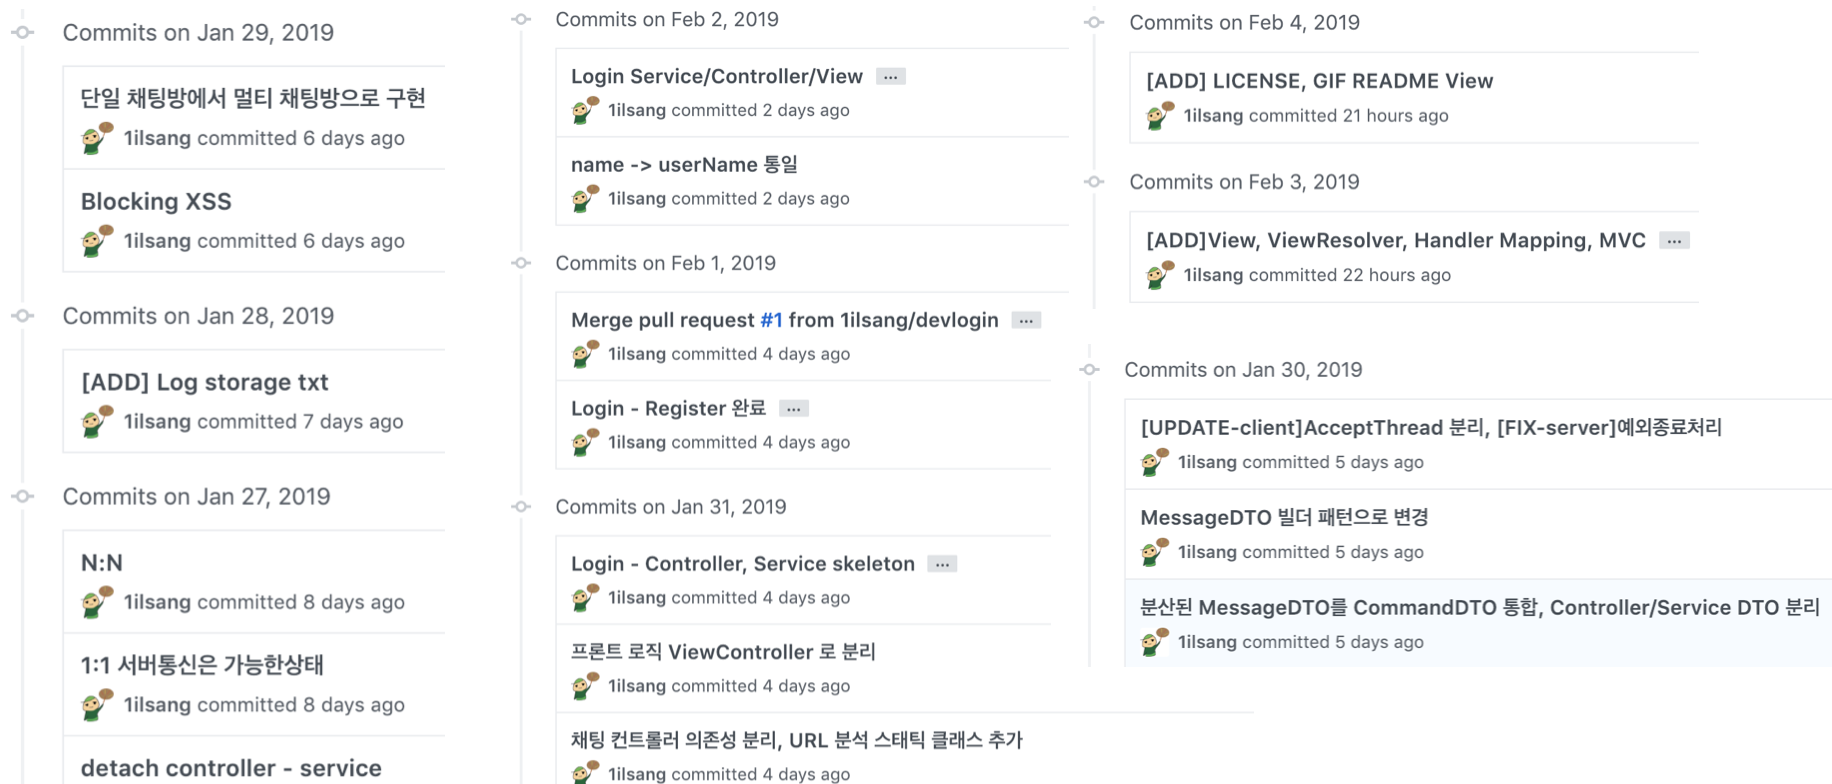 Commits on Jan 29, 2019
단일 채팅방에서 멀티 채팅방으로 구현
1ilsang committed 6 days ago
Blocking XSS
1ilsang committed 6 days ago
Commits on Jan 28, 2019
[ADD] Log storage txt
1ilsang committed 7 days ago
Commits on Jan 27, 2019
N:N
1ilsang committed 8 days ago
1:1 서버통신은 가능한상태
1ilsang committed 8 days ago
detach controller - service
Commits on Feb 2, 2019
Login Service/Controller/View ...
1ilsang committed 2 days ago
name -> userName 통일
1ilsang committed 2 days ago
Commits on Feb 1, 2019
Merge pull request #1 from 1ilsang/devlogin ...
1ilsang committed 4 days ago
Login - Register 완료 ...
1ilsang committed 4 days ago
Commits on Jan 31, 2019
Login - Controller, Service skeleton ...
1ilsang committed 4 days ago
프론트 로직 ViewController 로 분리
1ilsang committed 4 days ago
채팅 컨트롤러 의존성 분리, URL 분석 스태틱 클래스 추가
1ilsang committed 4 days ago
Commits on Feb 4, 2019
[ADD] LICENSE, GIF README View
1ilsang committed 21 hours ago
Commits on Feb 3, 2019
[ADD]View, ViewResolver, Handler Mapping, MVC ...
1ilsang committed 22 hours ago
Commits on Jan 30, 2019
[UPDATE-client]AcceptThread 분리, [FIX-server]예외종료처리
1ilsang committed 5 days ago
MessageDTO 빌더 패턴으로 변경
1ilsang committed 5 days ago
분산된 MessageDTO를 CommandDTO 통합, Controller/Service DTO 분리
1ilsang committed 5 days ago